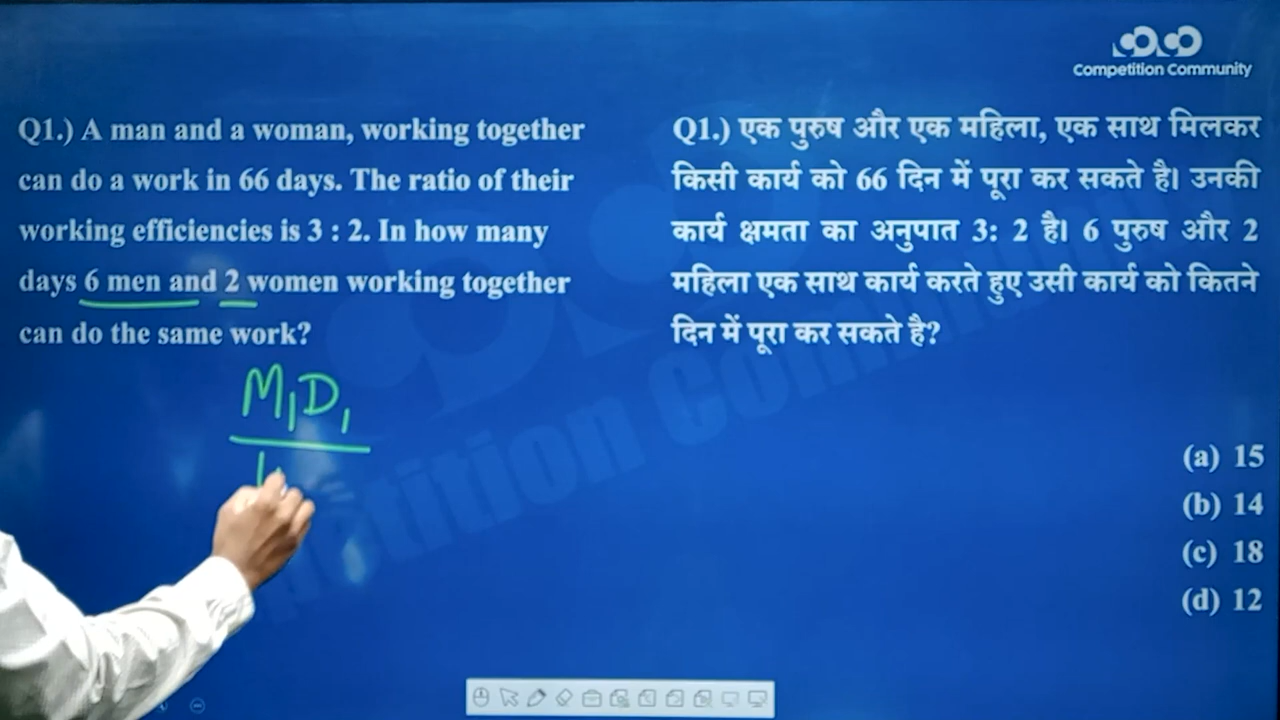 Competition Community
Q1.) A man and a woman, working together
can do a work in 66 days. The ratio of their
working efficiencies is 3 : 2. In how many
days 6 men and 2 women working together
can do the same work?
Q1.) एक पुरुष और एक महिला, एक साथ मिलकर
किसी कार्य को 66 दिन में पूरा कर सकते है। उनकी
कार्य क्षमता का अनुपात 3: 2 है। 6 पुरुष और 2
महिला एक साथ कार्य करते हुए उसी कार्य को कितने
दिन में पूरा कर सकते है?
M₁D₁
(a) 15
(b) 14
(c) 18
(d) 12